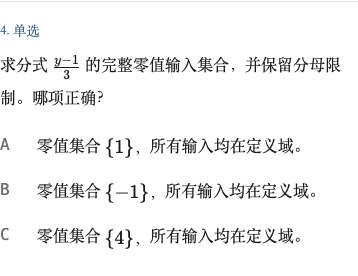 4. 单选
求分式 \frac{y-1}{3} 的完整零值输入集合，并保留分母限
制。哪项正确？
A 零值集合 {1}，所有输入均在定义域。
B 零值集合 {−1}，所有输入均在定义域。
C 零值集合 {4}，所有输入均在定义域。